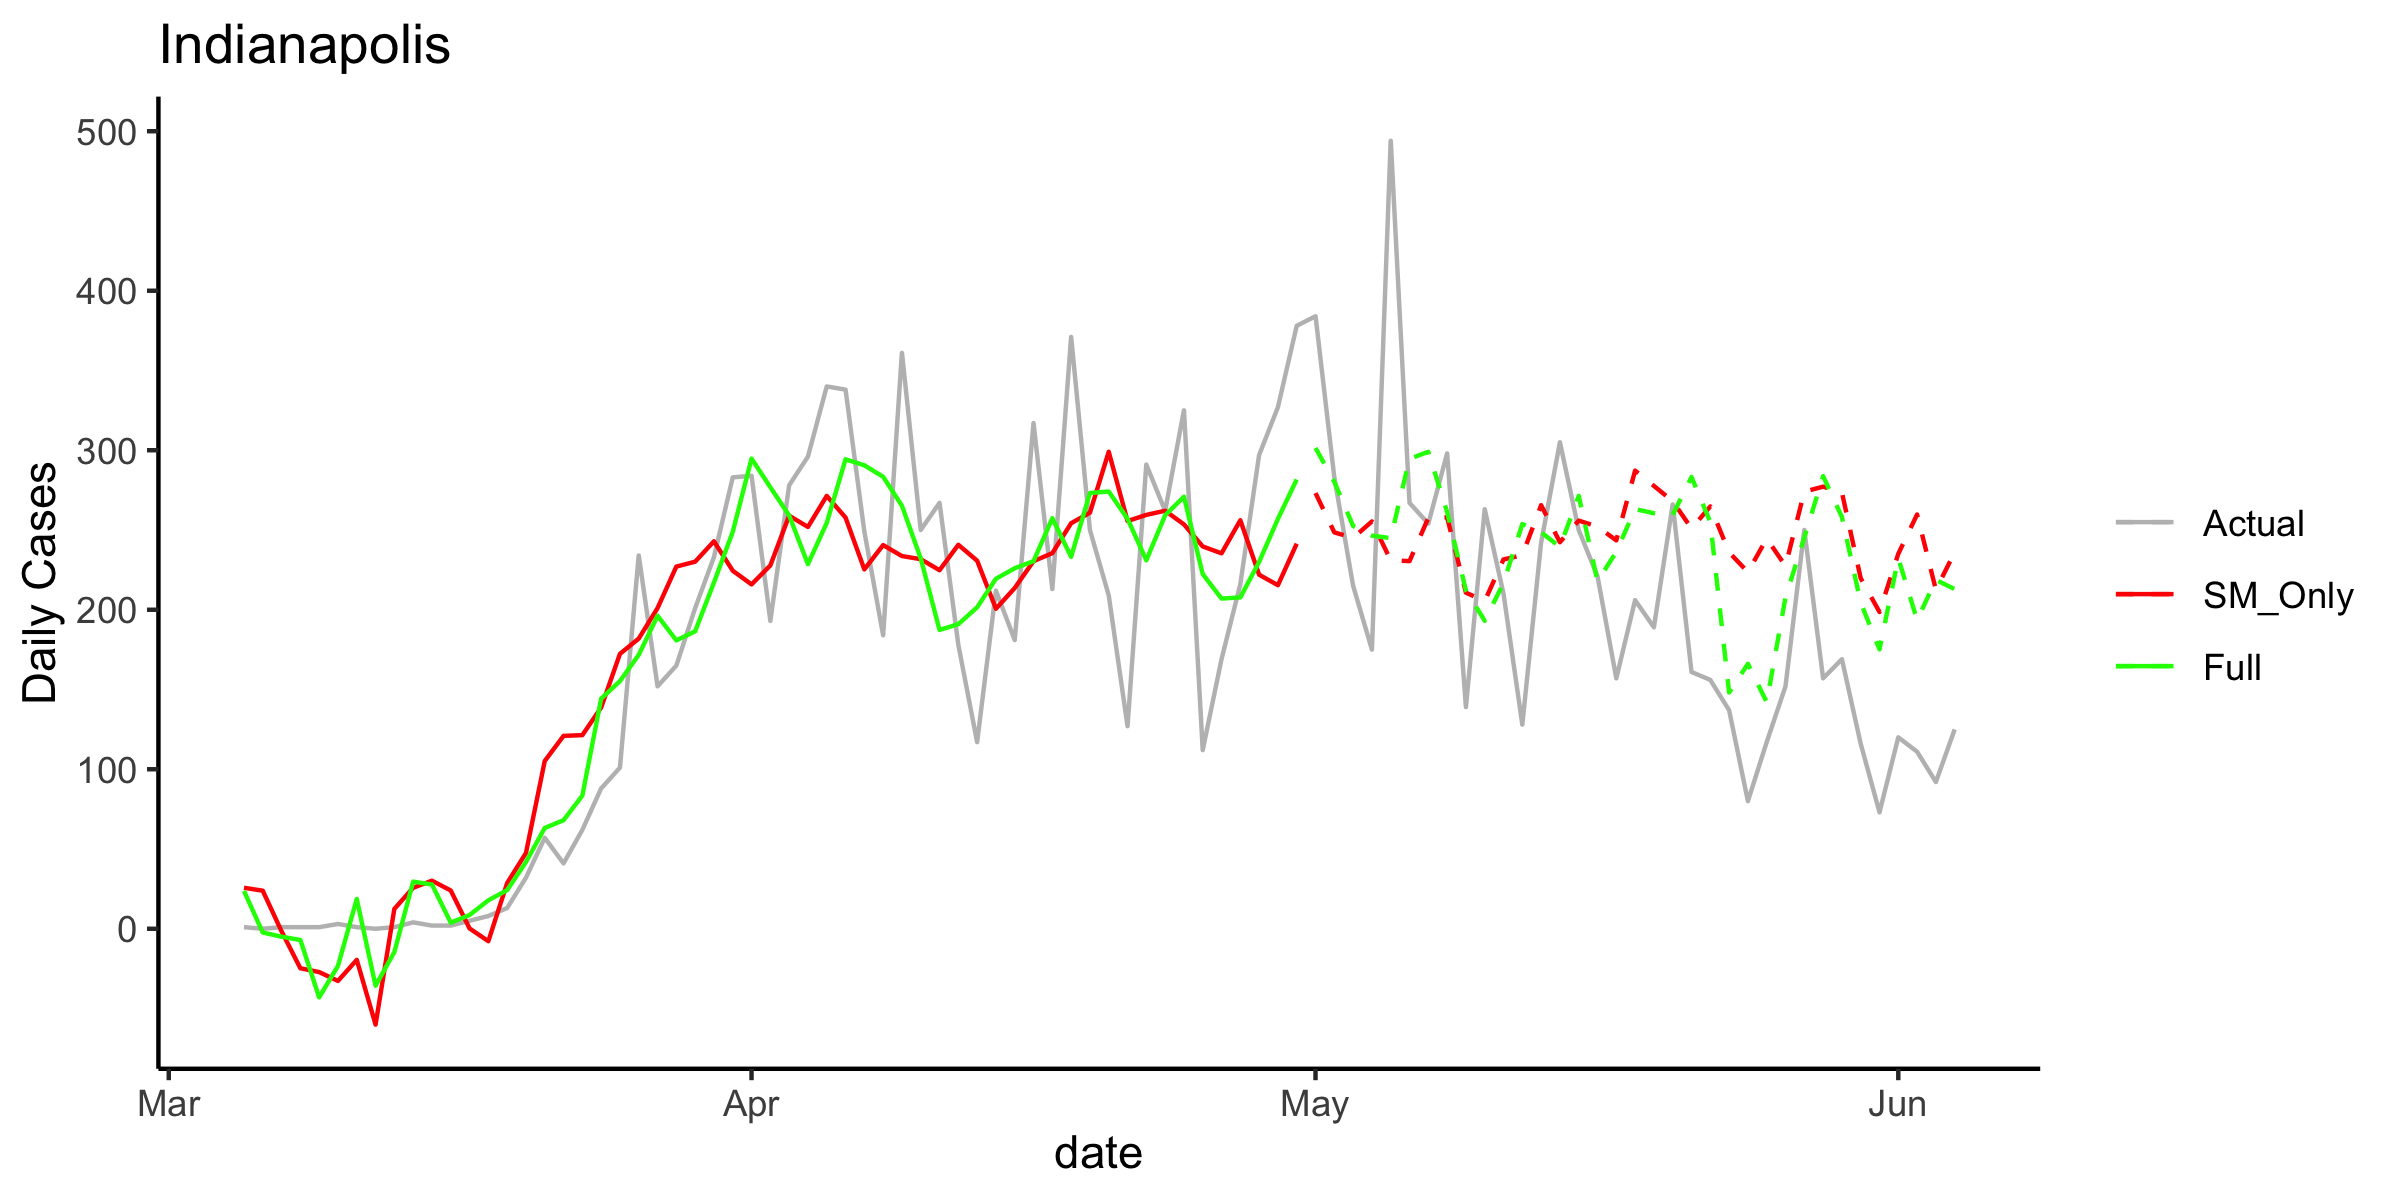 Indianapolis
500
400
300
200
100
0
Daily Cases
Mar
Apr
May
Jun
date
Actual
SM_Only
Full